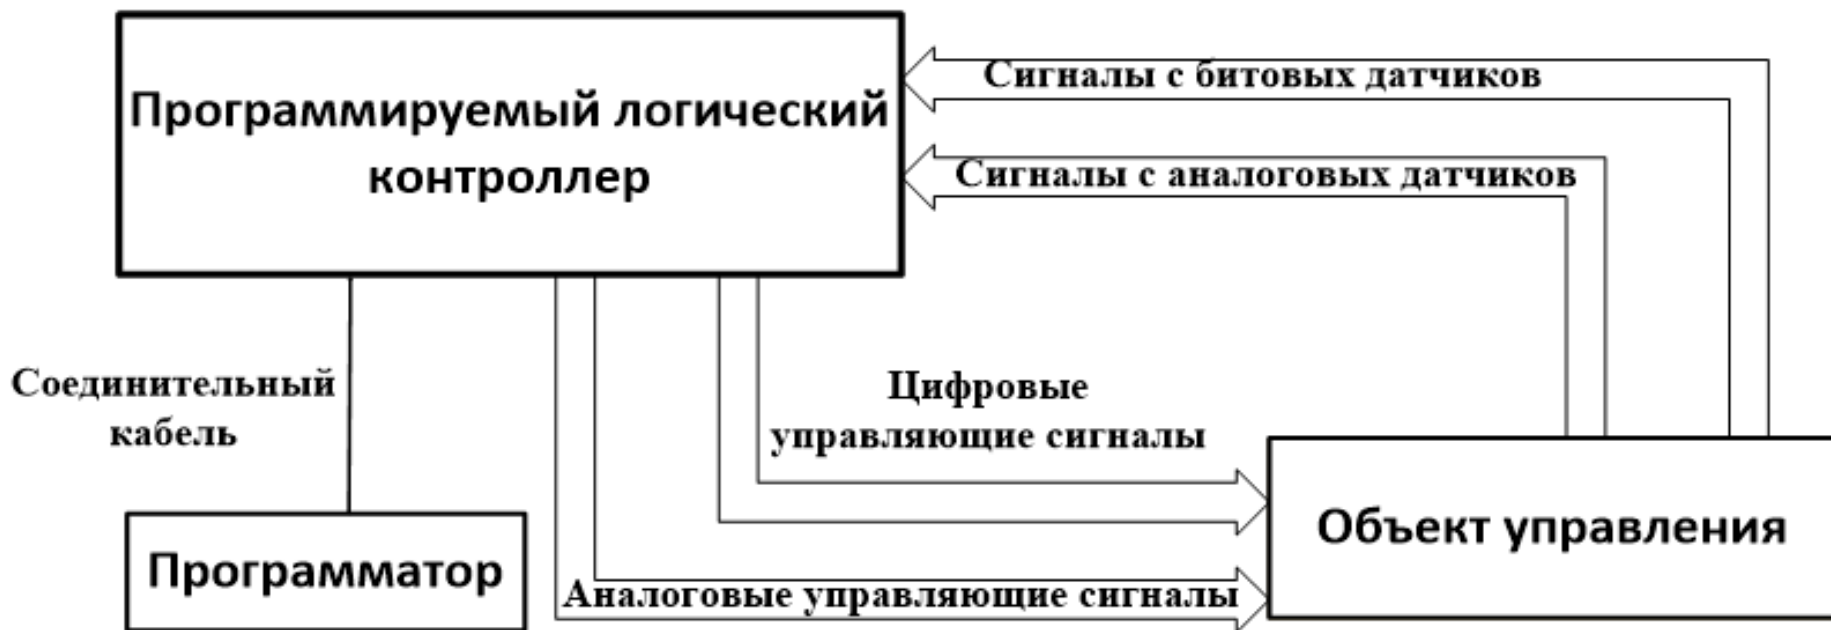 Программируемый логический
контроллер
Сигналы с битовых датчиков
Сигналы с аналоговых датчиков
Соединительный
кабель
Цифровые
управляющие сигналы
Объект управления
Программатор
Аналоговые управляющие сигналы